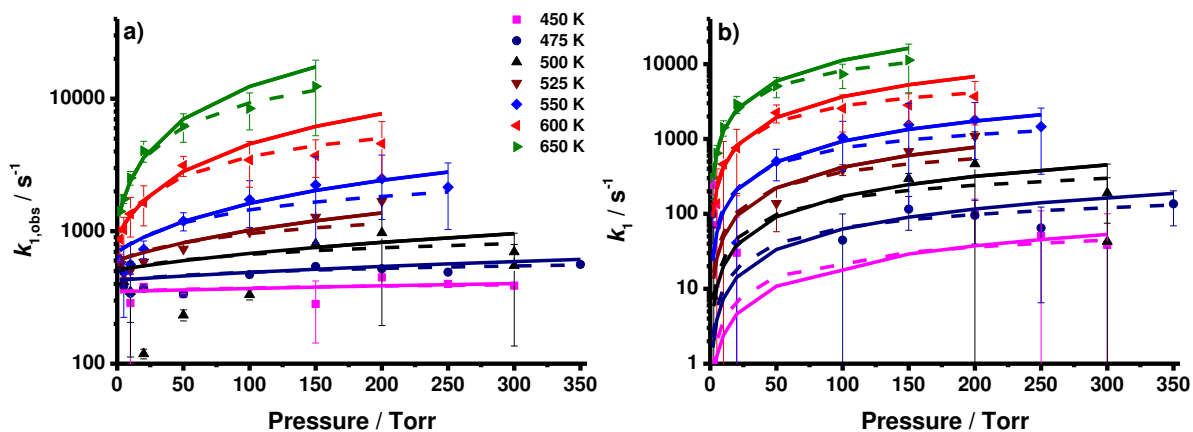 a)
450 K
475 K
500 K
525 K
550 K
600 K
650 K
10000
1000
100
k1,obs / s-1
0 50 100 150 200 250 300 350
Pressure / Torr
b)
10000
1000
100
10
1
k1 / s-1
0 50 100 150 200 250 300 350
Pressure / Torr